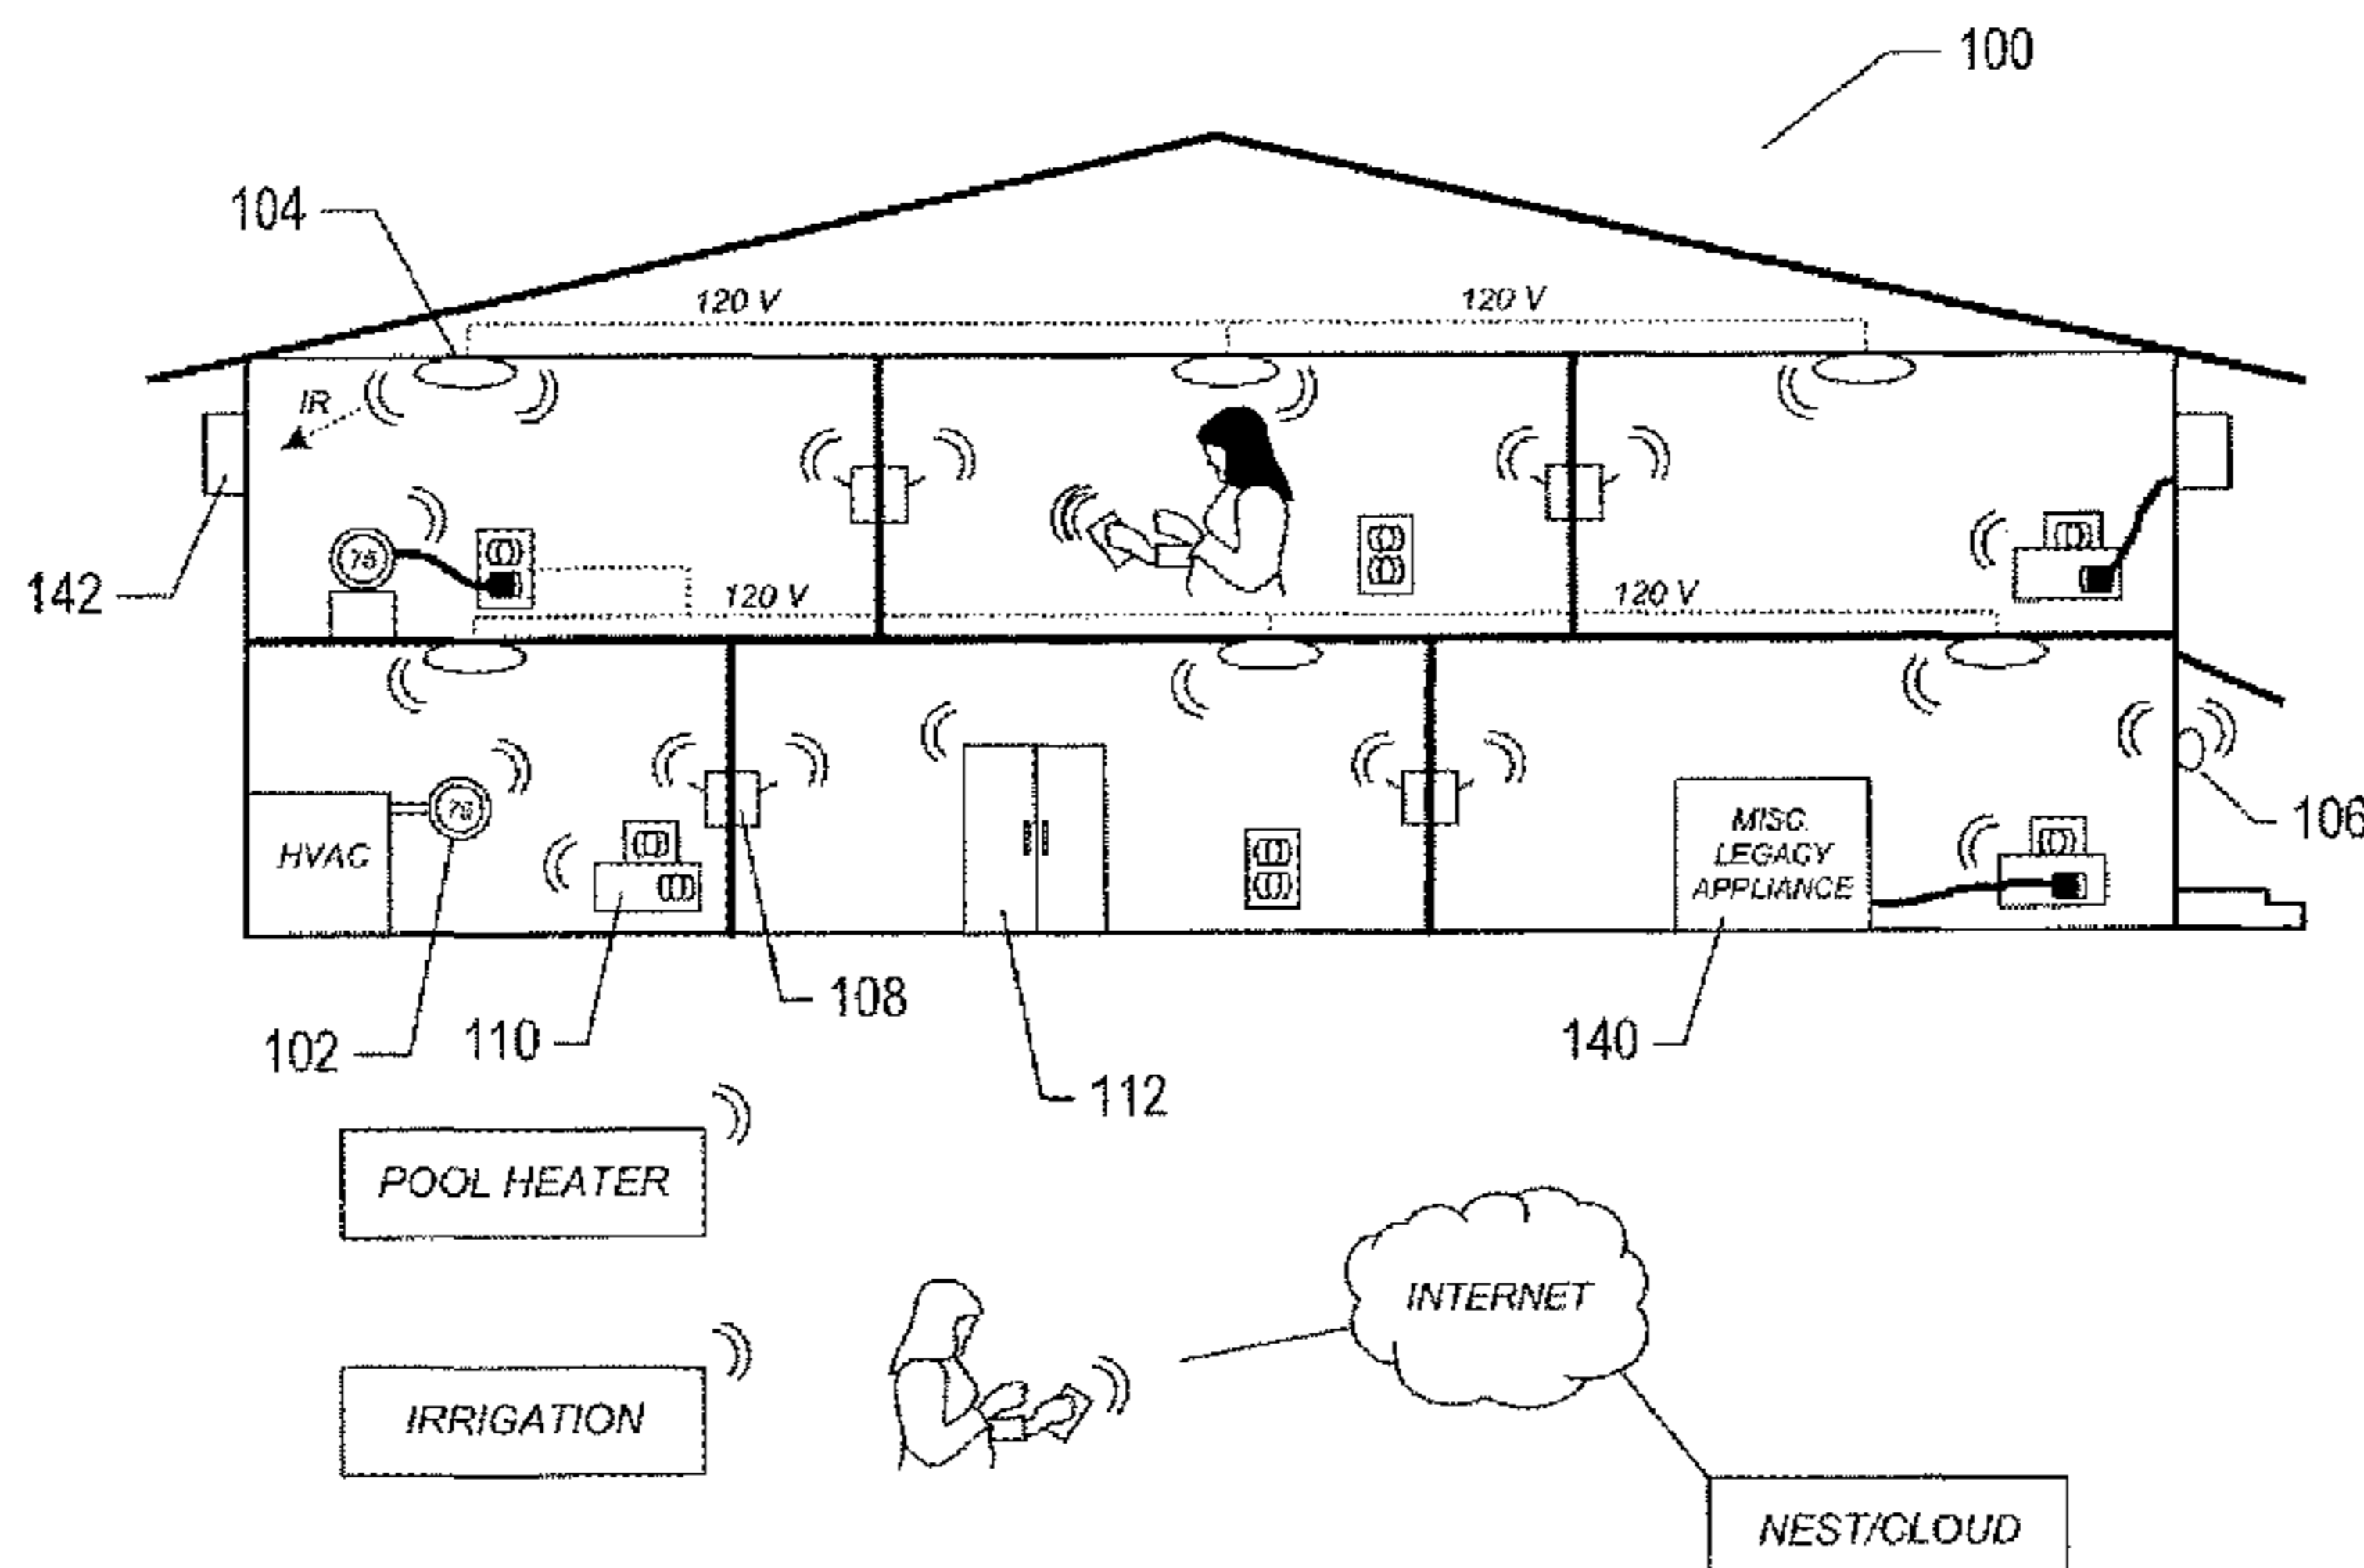 100
104
120 V
120 V
IR
142
75
120 V
120 V
HVAC
75
MISC.
LEGACY
APPLIANCE
106
108
102
110
140
112
POOL HEATER
INTERNET
IRRIGATION
NEST/CLOUD